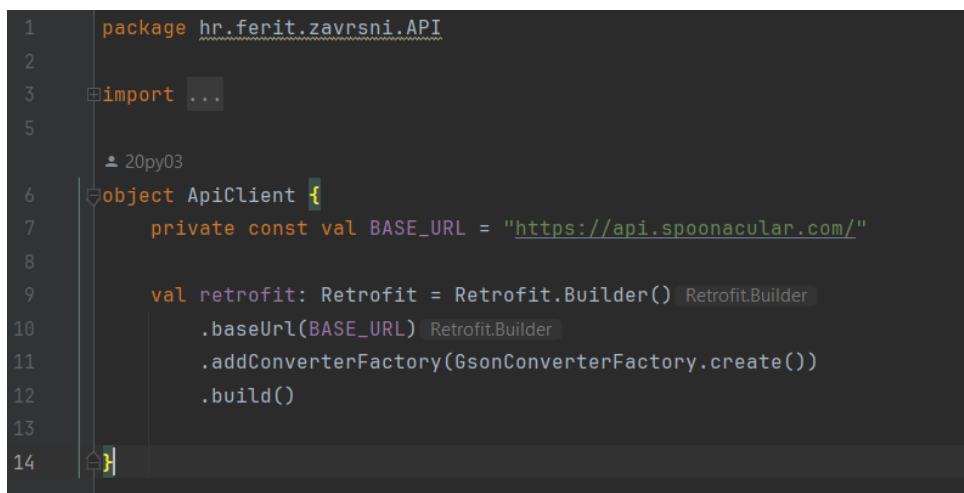 1 package hr.ferit.zavrsni.API
2
3 import ...
5
20py03
6 object ApiClient {
7 private const val BASE_URL = "https://api.spoonacular.com/"
8
9 val retrofit: Retrofit = Retrofit.Builder() Retrofit.Builder
10 .baseUrl(BASE_URL) Retrofit.Builder
11 .addConverterFactory(GsonConverterFactory.create())
12 .build()
13
14 }